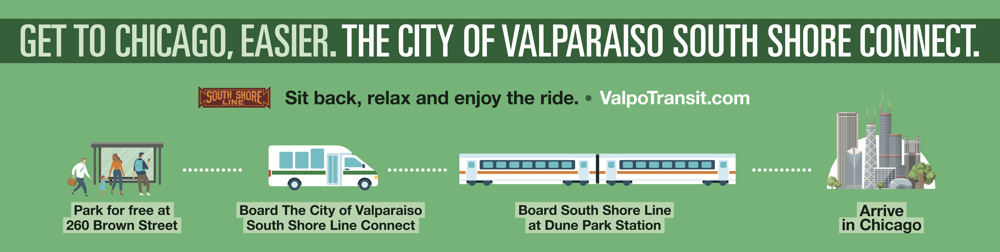 GET TO CHICAGO, EASIER. THE CITY OF VALPARAISO SOUTH SHORE CONNECT.
SOUTH SHORE
LINE
Sit back, relax and enjoy the ride. • ValpoTransit.com
Park for free at
260 Brown Street
Board The City of Valparaiso
South Shore Line Connect
Board South Shore Line
at Dune Park Station
Arrive
in Chicago